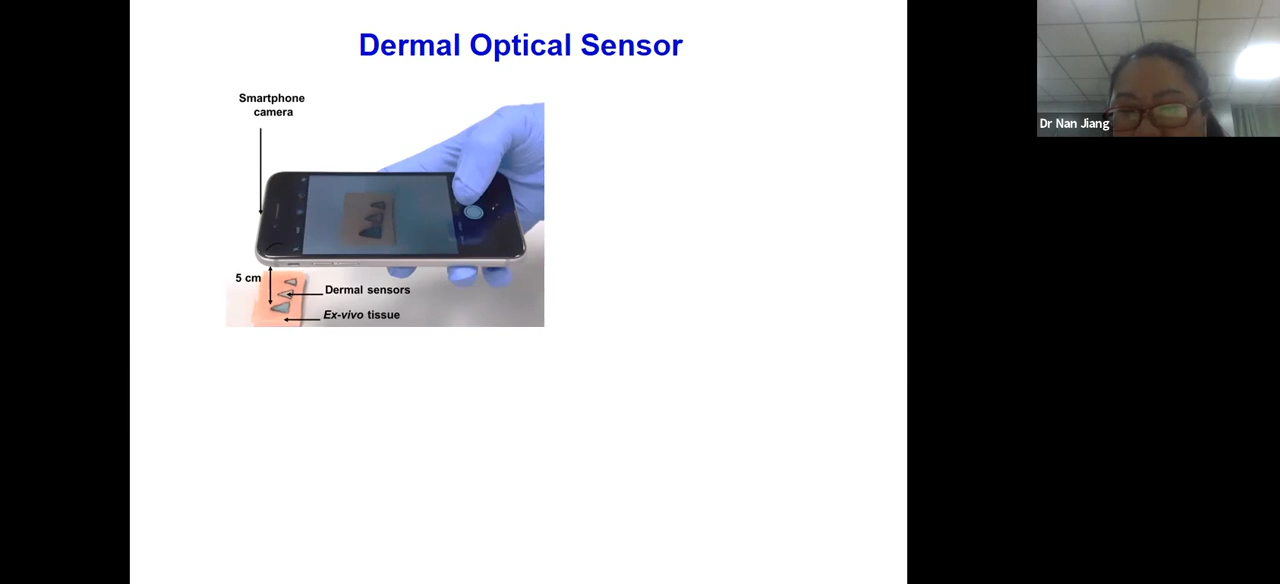 Dermal Optical Sensor
Smartphone
camera
5 cm
Dermal sensors
Ex-vivo tissue
Dr Nan Jiang